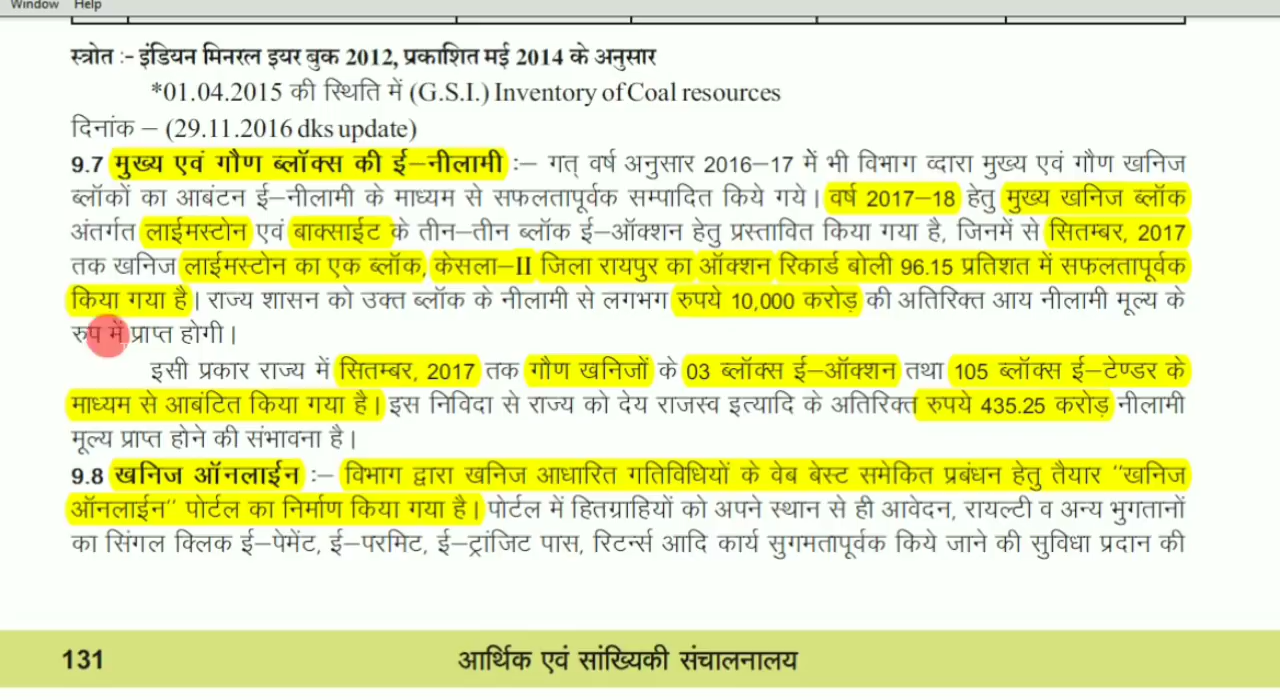 Window Help
स्त्रोत :- इंडियन मिनरल इयर बुक 2012, प्रकाशित मई 2014 के अनुसार
*01.04.2015 की स्थिति में (G.S.I.) Inventory of Coal resources
दिनांक – (29.11.2016 dks update)
9.7 मुख्य एवं गौण ब्लॉक्स की ई–नीलामी :– गत् वर्ष अनुसार 2016–17 में भी विभाग व्दारा मुख्य एवं गौण खनिज
ब्लॉकों का आबंटन ई–नीलामी के माध्यम से सफलतापूर्वक सम्पादित किये गये। वर्ष 2017–18 हेतु मुख्य खनिज ब्लॉक
अंतर्गत लाईमस्टोन एवं बाक्साईट के तीन–तीन ब्लॉक ई–ऑक्शन हेतु प्रस्तावित किया गया है, जिनमें से सितम्बर, 2017
तक खनिज लाईमस्टोन का एक ब्लॉक, केसला–II जिला रायपुर का ऑक्शन रिकार्ड बोली 96.15 प्रतिशत में सफलतापूर्वक
किया गया है। राज्य शासन को उक्त ब्लॉक के नीलामी से लगभग रुपये 10,000 करोड़ की अतिरिक्त आय नीलामी मूल्य के
रुप में प्राप्त होगी।
इसी प्रकार राज्य में सितम्बर, 2017 तक गौण खनिजों के 03 ब्लॉक्स ई–ऑक्शन तथा 105 ब्लॉक्स ई–टेण्डर के
माध्यम से आबंटित किया गया है। इस निविदा से राज्य को देय राजस्व इत्यादि के अतिरिक्त रुपये 435.25 करोड़ नीलामी
मूल्य प्राप्त होने की संभावना है।
9.8 खनिज ऑनलाईन :– विभाग द्वारा खनिज आधारित गतिविधियों के वेब बेस्ट समेकित प्रबंधन हेतु तैयार ''खनिज
ऑनलाईन'' पोर्टल का निर्माण किया गया है। पोर्टल में हितग्राहियों को अपने स्थान से ही आवेदन, रायल्टी व अन्य भुगतानों
का सिंगल क्लिक ई–पेमेंट, ई–परमिट, ई–ट्रांजिट पास, रिटर्न्स आदि कार्य सुगमतापूर्वक किये जाने की सुविधा प्रदान की
131 आर्थिक एवं सांख्यिकी संचालनालय